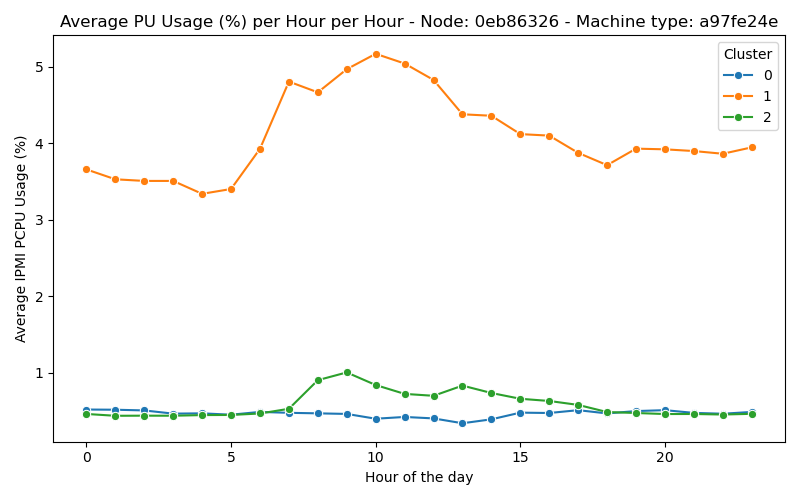 Average PU Usage (%) per Hour per Hour - Node: 0eb86326 - Machine type: a97fe24e
Cluster
0
1
2
Average IPMI PCPU Usage (%)
5
4
3
2
1
0 5 10 15 20
Hour of the day